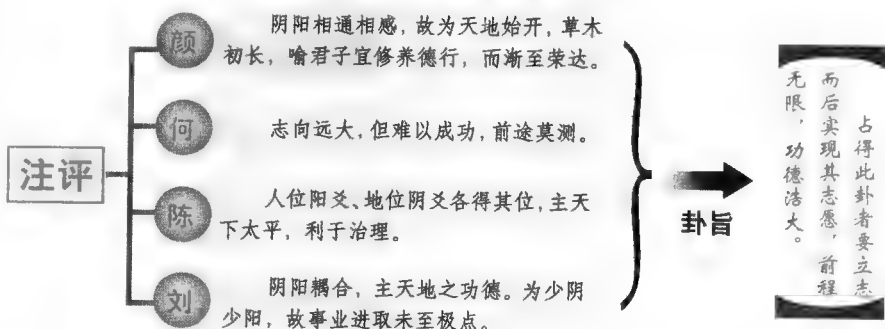 注评
颜
阴阳相通相感，故为天地始开，草木
初长，喻君子宜修养德行，而渐至荣达。
何
志向远大，但难以成功，前途莫测。
陈
人位阳爻、地位阴爻各得其位，主天
下太平，利于治理。
刘
阴阳耦合，主天地之功德。为少阴
少阳，故事业进取未至极点。
卦旨
占得此卦者要立志
而后实现其志愿，前程
无限，功德浩大。